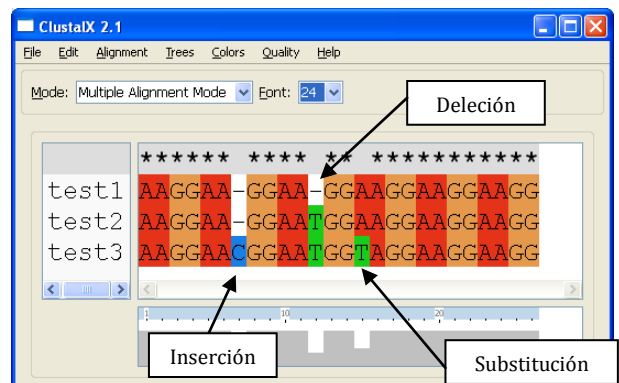 ClustalX 2.1
File Edit Alignment Trees Colors Quality Help
Mode: Multiple Alignment Mode Font: 24
Deleción
****** **** ** ***********
test1 AAGGAA-GGAA-GGAAGGAAGGAAGG
test2 AAGGAA-GGAATGGAAGGAAGGAAGG
test3 AAGGAACGGAATGGTAGGAAGGAAGG
1 10 20
Inserción
Substitución